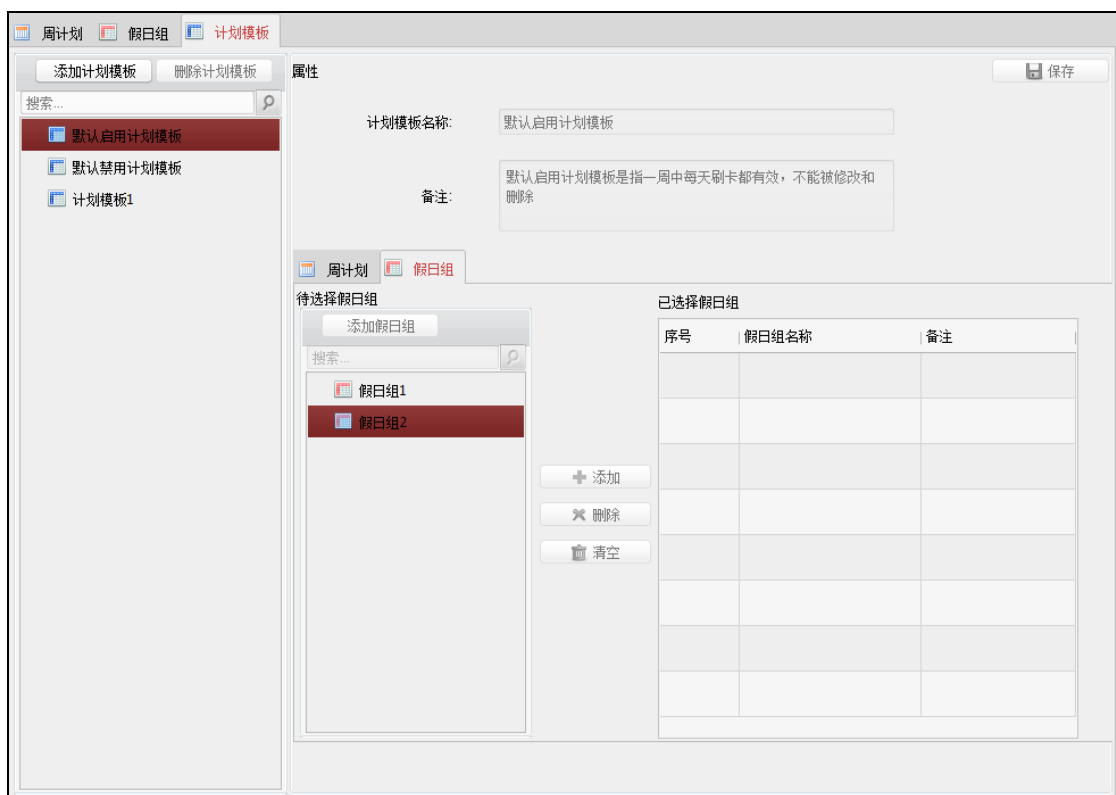 周计划 假日组 计划模板
添加计划模板 删除计划模板
搜索...
默认启用计划模板
默认禁用计划模板
计划模板1
属性 保存
计划模板名称: 默认启用计划模板
备注: 默认启用计划模板是指一周中每天刷卡都有效，不能被修改和
删除
周计划 假日组
待选择假日组
添加假日组
搜索...
假日组1
假日组2
添加
删除
清空
已选择假日组
序号 假日组名称 备注